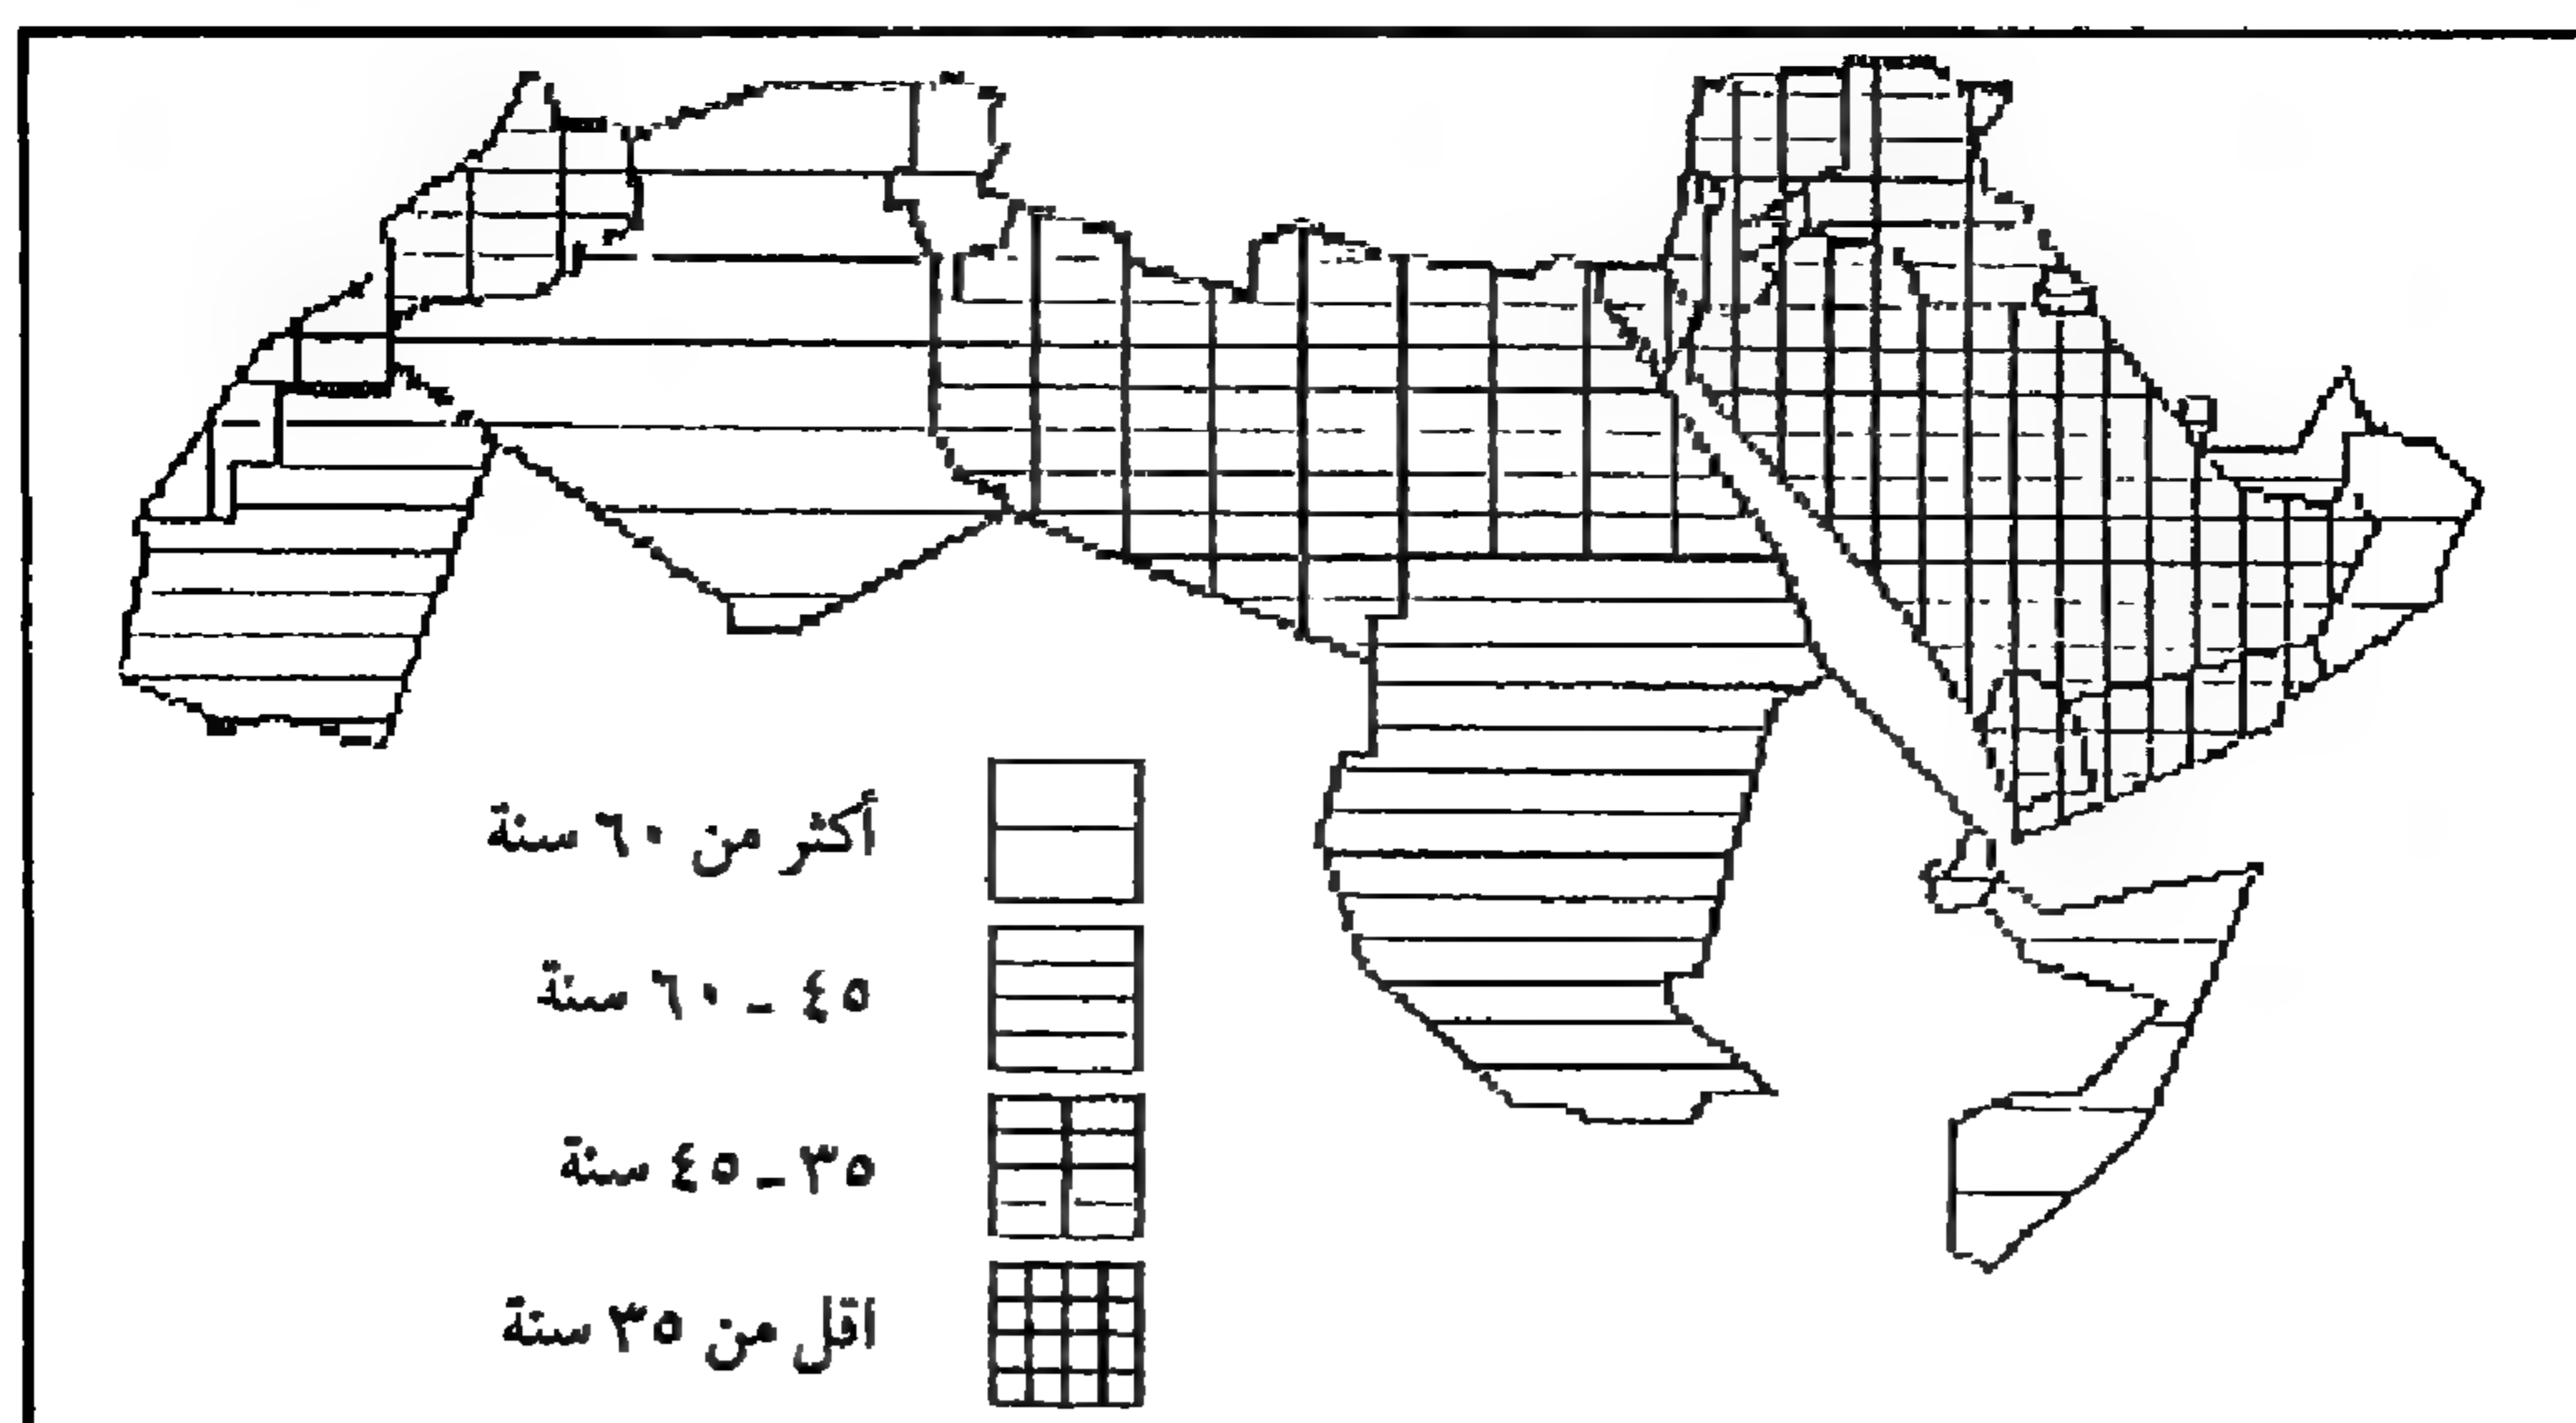 أكثر من ٦٠ سنة
٤٥ - ٦٠ سنة
٣٥ - ٤٥ سنة
اقل من ٣٥ سنة